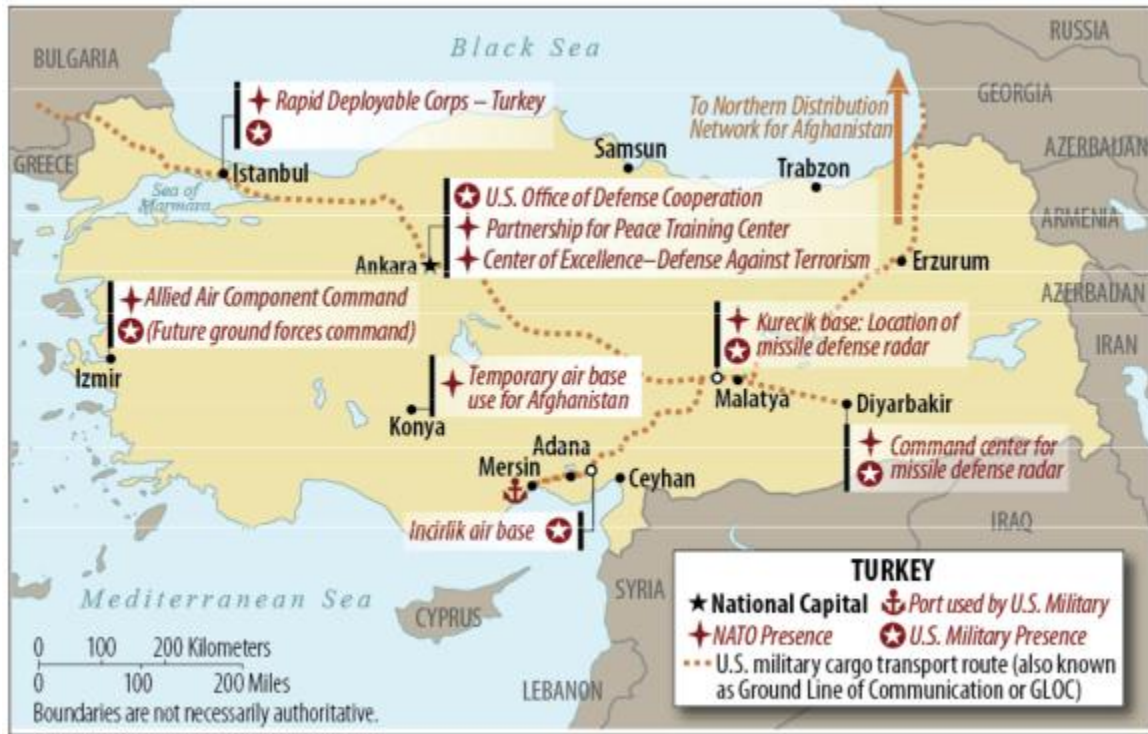 RUSSIA
Black Sea
BULGARIA
GEORGIA
Rapid Deployable Corps – Turkey
To Northern Distribution
Network for Afghanistan
AZERBAIJAN
GREECE
Istanbul
Samsun
Trabzon
Sea of
Marmara
U.S. Office of Defense Cooperation
ARMENIA
Partnership for Peace Training Center
Ankara
Center of Excellence–Defense Against Terrorism
Erzurum
AZERBAIJAN
Allied Air Component Command
(Future ground forces command)
Kurecik base: Location of
missile defense radar
IRAN
Izmir
Temporary air base
use for Afghanistan
Malatya
Diyarbakir
Konya
Adana
Mersin
Ceyhan
Command center for
missile defense radar
Incirlik air base
IRAQ
SYRIA
Mediterranean Sea
CYPRUS
LEBANON
0 100 200 Kilometers
0 100 200 Miles
Boundaries are not necessarily authoritative.
TURKEY
National Capital Port used by U.S. Military
NATO Presence U.S. Military Presence
U.S. military cargo transport route (also known
as Ground Line of Communication or GLOC)